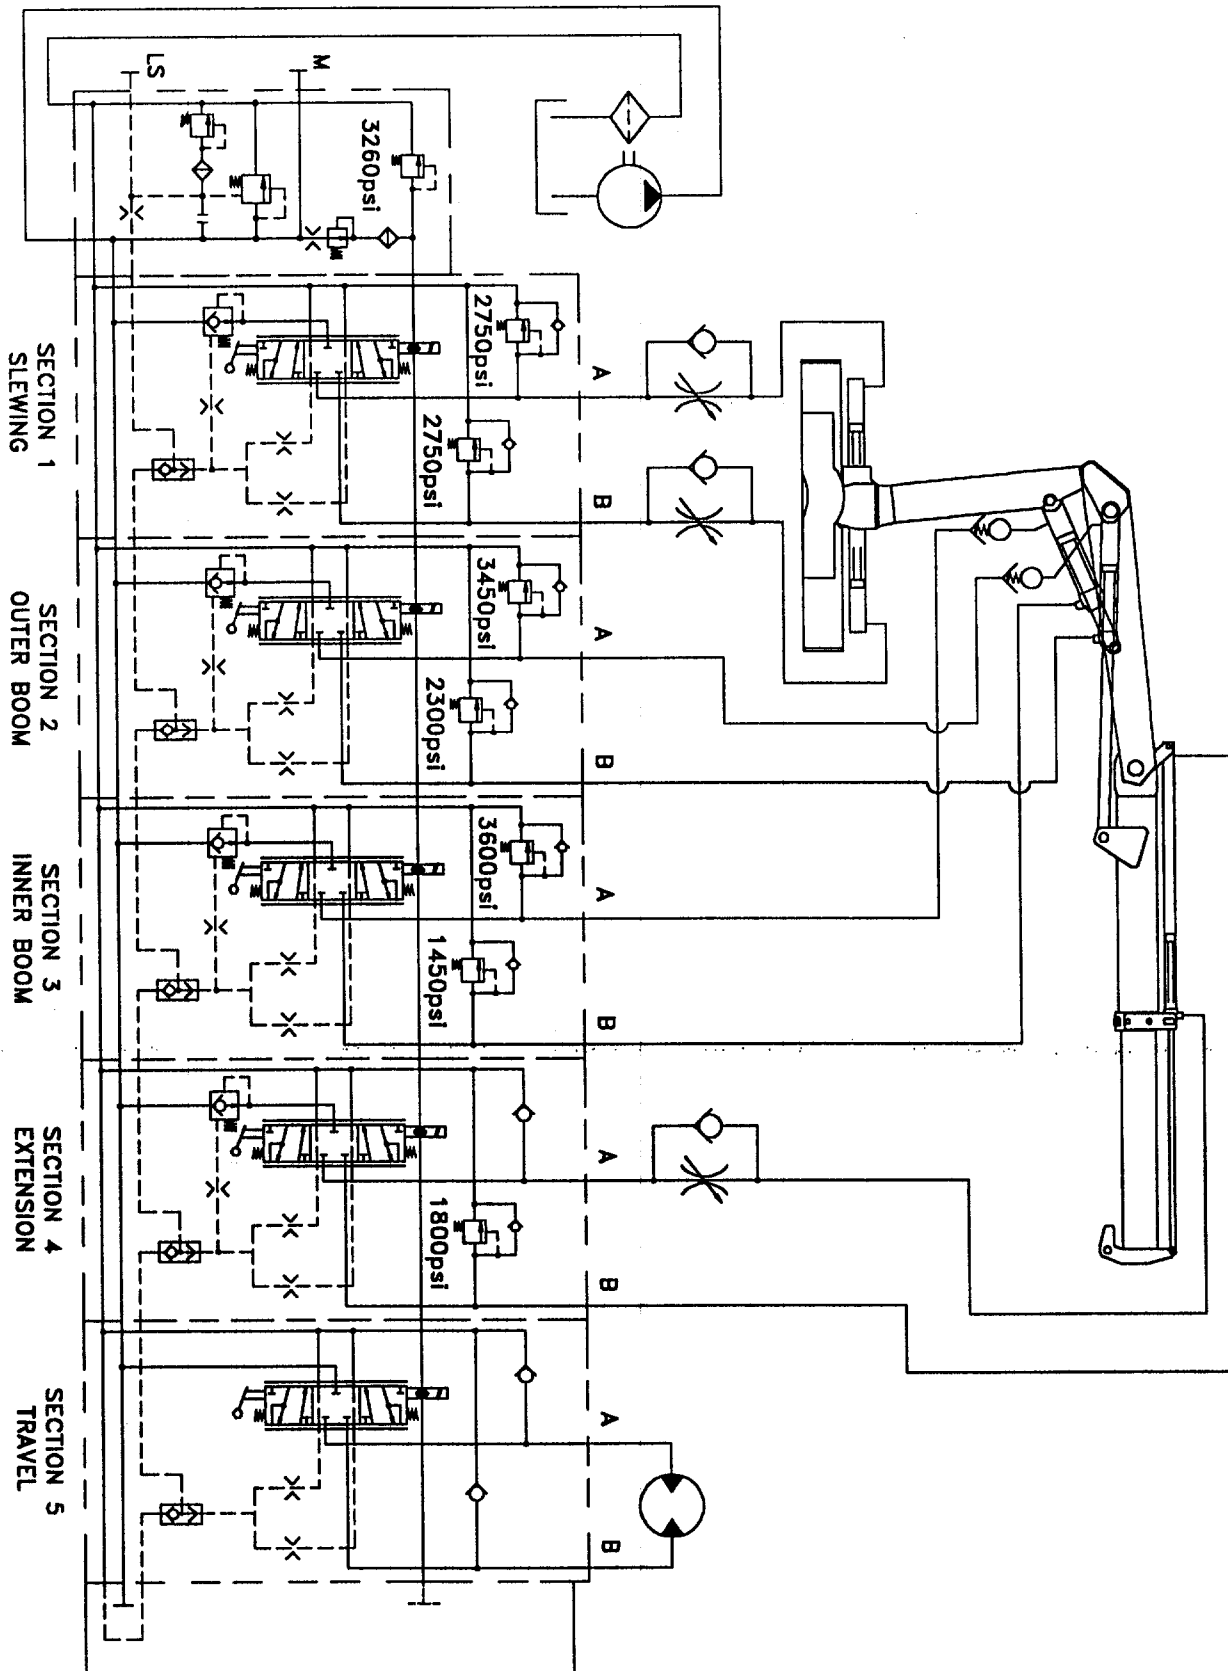 LS
M
3260psi
2750psi
A
2750psi
B
SECTION 1
SLEWING
3450psi
A
2300psi
B
SECTION 2
OUTER BOOM
3600psi
A
1450psi
B
SECTION 3
INNER BOOM
A
1800psi
B
SECTION 4
EXTENSION
A
B
SECTION 5
TRAVEL